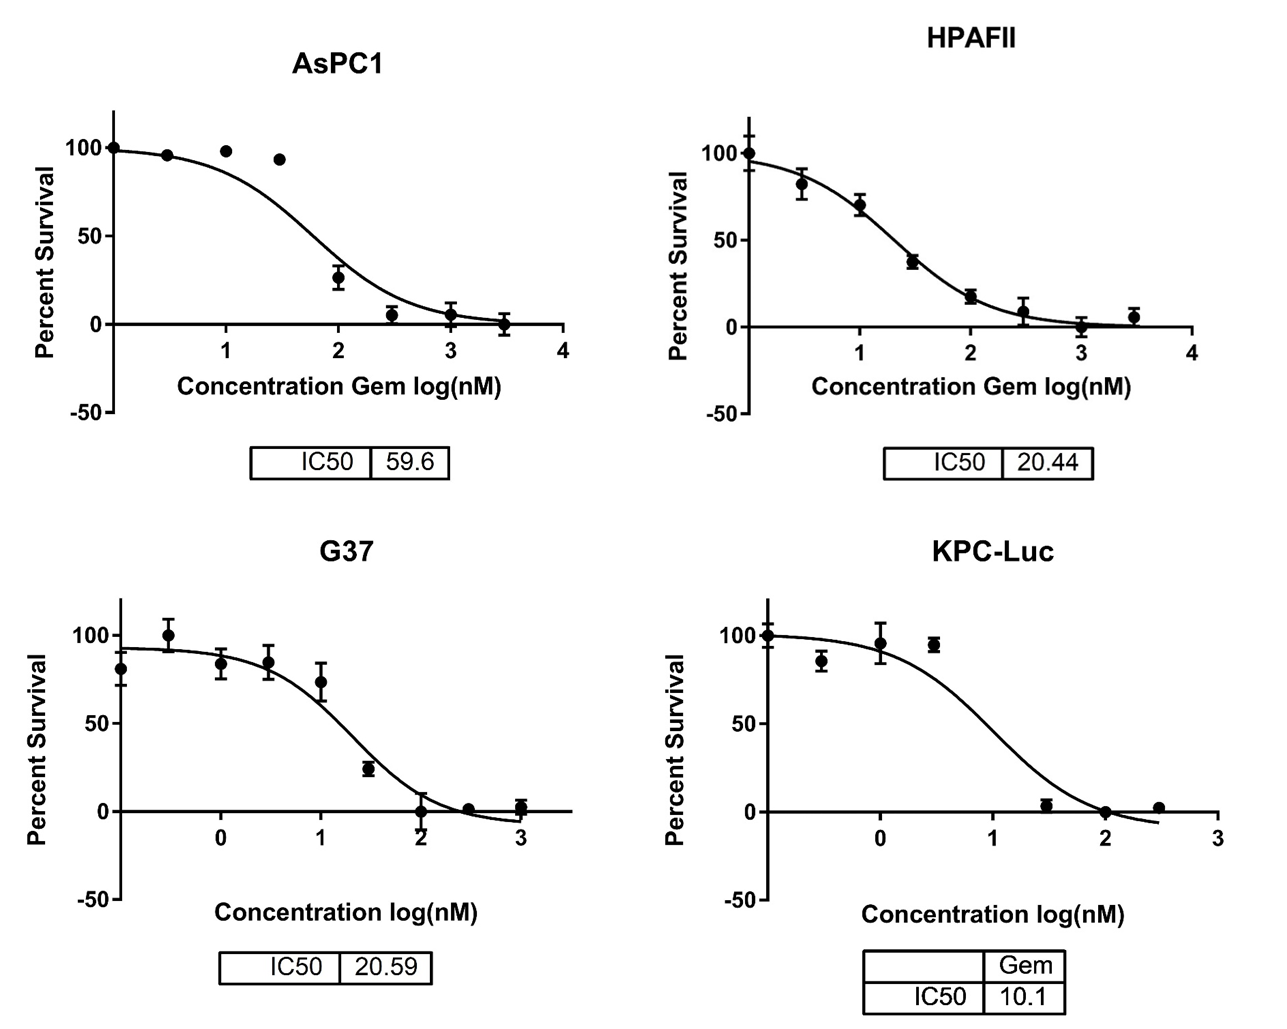 AsPC1
Percent Survival
100
50
0
-50
1 2 3 4
Concentration Gem log(nM)
IC50 59.6
HPAFII
Percent Survival
100
50
0
-50
1 2 3 4
Concentration Gem log(nM)
IC50 20.44
G37
Percent Survival
100
50
0
-50
0 1 2 3
Concentration log(nM)
IC50 20.59
KPC-Luc
Percent Survival
100
50
0
-50
0 1 2 3
Concentration log(nM)
Gem
IC50 10.1